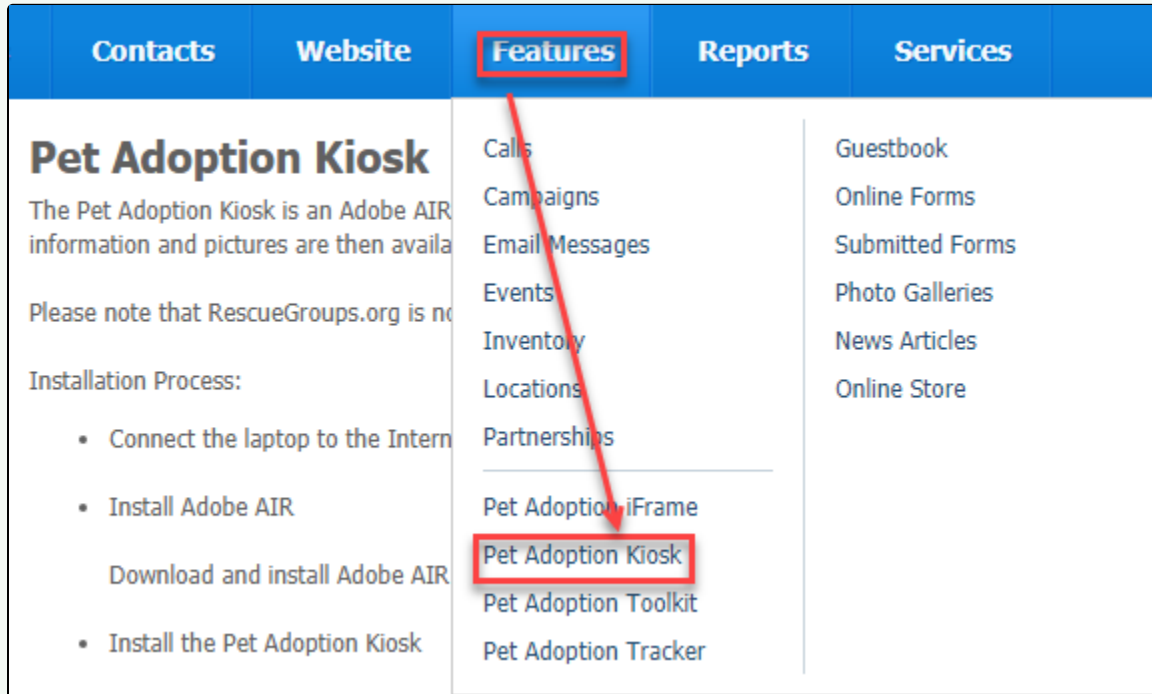 Contacts Website Features Reports Services
Pet Adoption Kiosk
The Pet Adoption Kiosk is an Adobe AIR
information and pictures are then availa
Please note that RescueGroups.org is no
Installation Process:
• Connect the laptop to the Intern
• Install Adobe AIR
Download and install Adobe AIR
• Install the Pet Adoption Kiosk
Calls
Campaigns
Email Messages
Events
Inventory
Locations
Partnerships
Pet Adoption iFrame
Pet Adoption Kiosk
Pet Adoption Toolkit
Pet Adoption Tracker
Guestbook
Online Forms
Submitted Forms
Photo Galleries
News Articles
Online Store